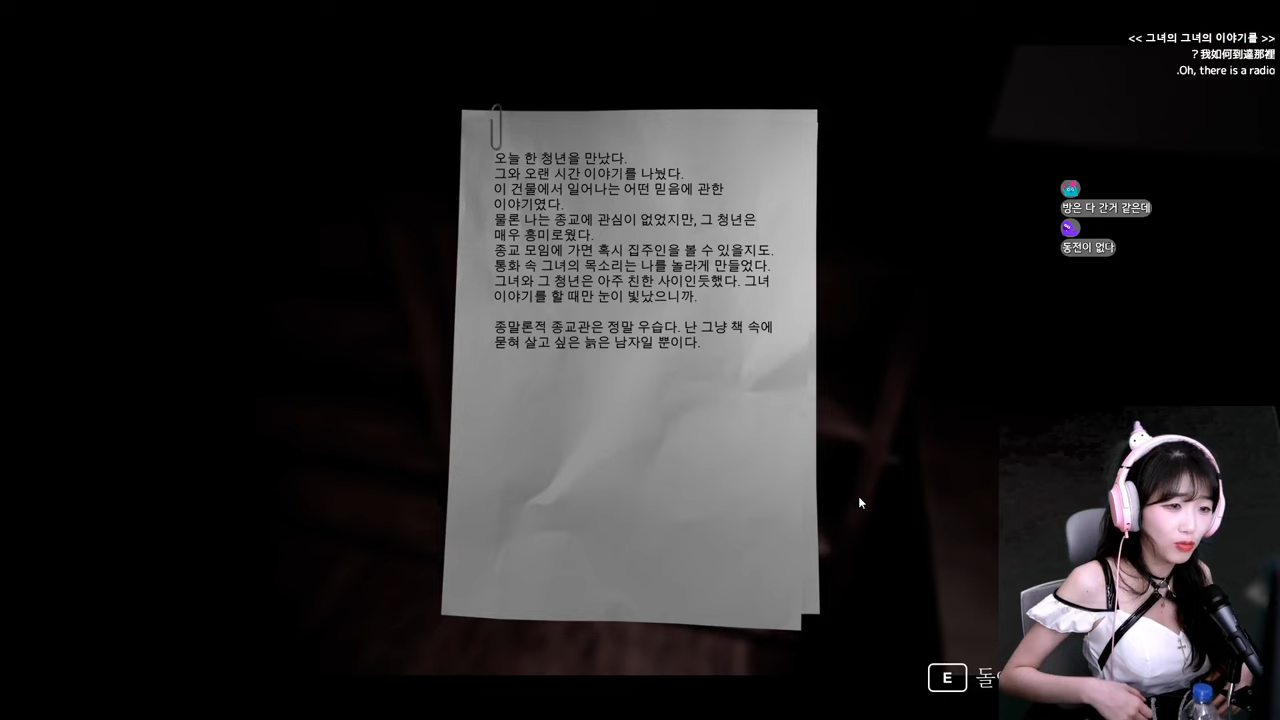 << 그녀의 그녀의 이야기를 >>
? 我如何到達那裡
.Oh, there is a radio
오늘 한 청년을 만났다.
그와 오랜 시간 이야기를 나눴다.
이 건물에서 일어나는 어떤 믿음에 관한
이야기였다.
물론 나는 종교에 관심이 없었지만, 그 청년은
매우 흥미로웠다.
종교 모임에 가면 혹시 집주인을 볼 수 있을지도.
통화 속 그녀의 목소리는 나를 놀라게 만들었다.
그녀와 그 청년은 아주 친한 사이인듯했다. 그녀
이야기를 할 때만 눈이 빛났으니까.
종말론적 종교관은 정말 우습다. 난 그냥 책 속에
묻혀 살고 싶은 늙은 남자일 뿐이다.
방은 다 간거 같은데
동전이 없다
E